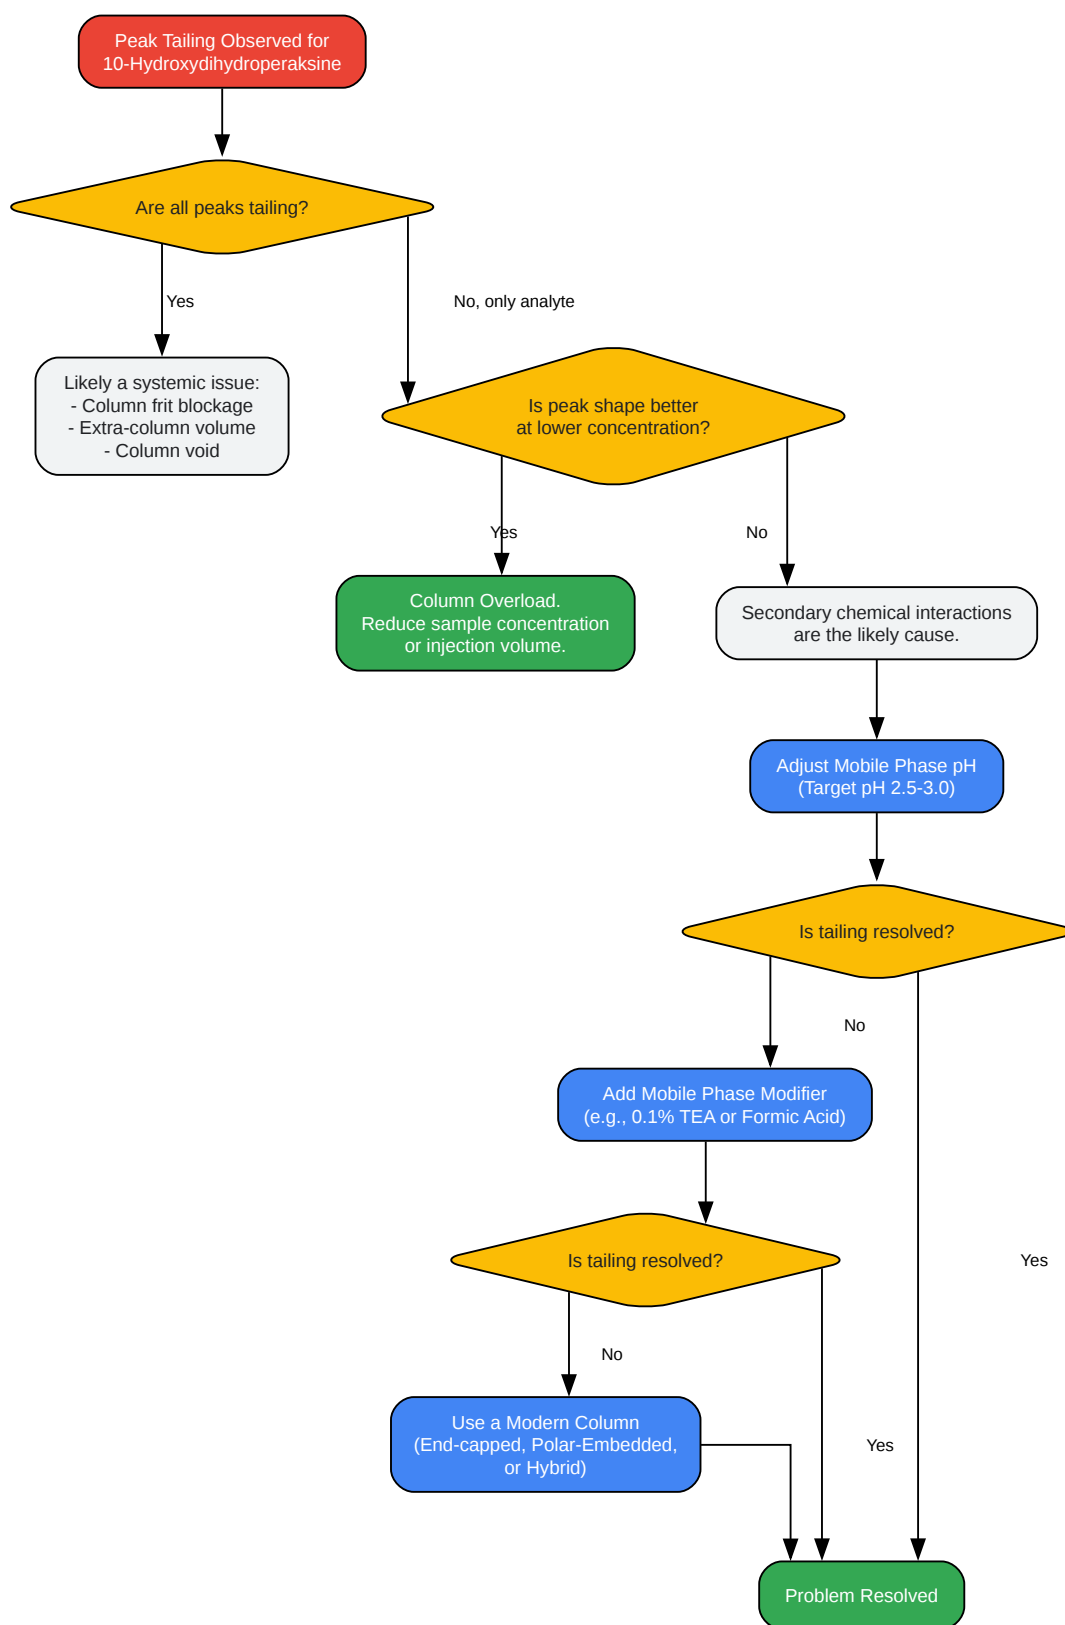 Peak Tailing Observed for
10-Hydroxydihydroperaksine
Are all peaks tailing?
Yes
No, only analyte
Likely a systemic issue:
- Column frit blockage
- Extra-column volume
- Column void
Is peak shape better
at lower concentration?
Yes
No
Column Overload.
Reduce sample concentration
or injection volume.
Secondary chemical interactions
are the likely cause.
Adjust Mobile Phase pH
(Target pH 2.5-3.0)
Is tailing resolved?
No
Add Mobile Phase Modifier
(e.g., 0.1% TEA or Formic Acid)
Is tailing resolved?
Yes
No
Use a Modern Column
(End-capped, Polar-Embedded,
or Hybrid)
Yes
Problem Resolved